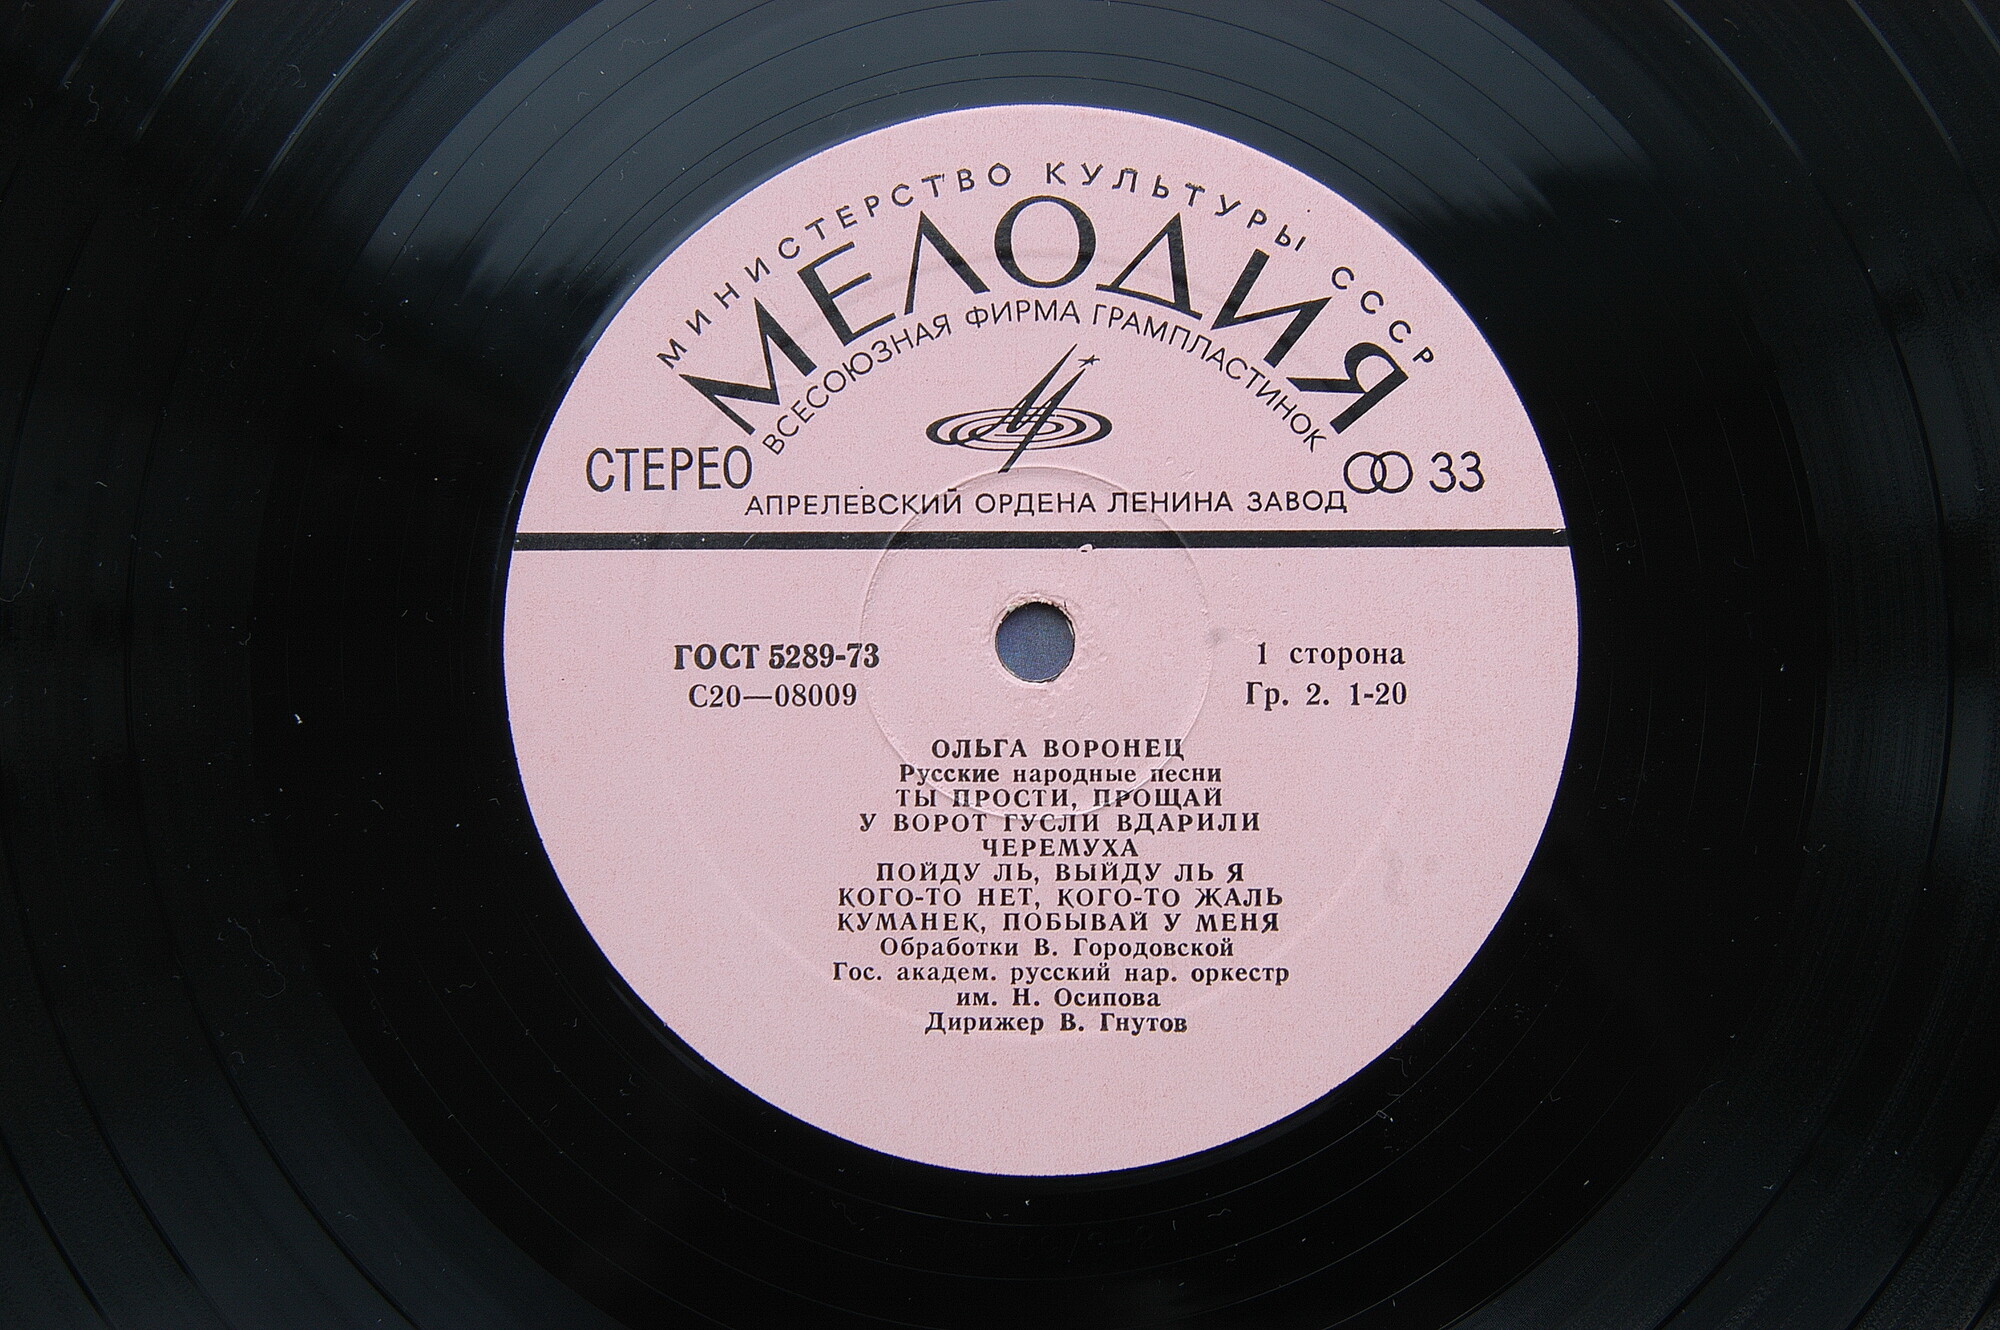 МИНИСТЕРСТВО КУЛЬТУРЫ СССР
МЕЛОДИЯ
ВСЕСОЮЗНАЯ ФИРМА ГРАМПЛАСТИНОК
СТЕРЕО
33
АПРЕЛЕВСКИЙ ОРДЕНА ЛЕНИНА ЗАВОД
ГОСТ 5289-73
С20—08009
1 сторона
Гр. 2. 1-20
ОЛЬГА ВОРОНЕЦ
Русские народные песни
ТЫ ПРОСТИ, ПРОЩАЙ
У ВОРОТ ГУСЛИ ВДАРИЛИ
ЧЕРЕМУХА
ПОЙДУ ЛЬ, ВЫЙДУ ЛЬ Я
КОГО-ТО НЕТ, КОГО-ТО ЖАЛЬ
КУМАНЕК, ПОБЫВАЙ У МЕНЯ
Обработки В. Городовской
Гос. академ. русский нар. оркестр
им. Н. Осипова
Дирижер В. Гнутов